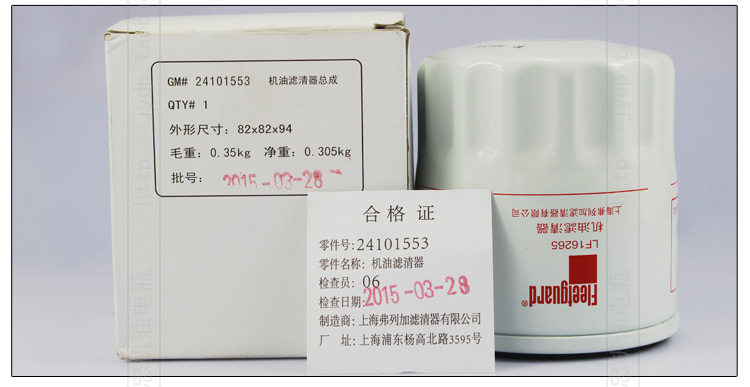 GM# 24101553 机油滤清器总成
QTY# 1
外形尺寸：82x82x94
毛重：0.35kg 净重：0.305kg
批号：2015-03-28
合格证
零件号:24101553
零件名称：机油滤清器
检查员：06
检查日期:2015-03-28
制造商：上海弗列加滤清器有限公司
厂 址：上海浦东杨高北路3595号
Fleetguard®
LF16265
机油滤清器
上海弗列加滤清器有限公司